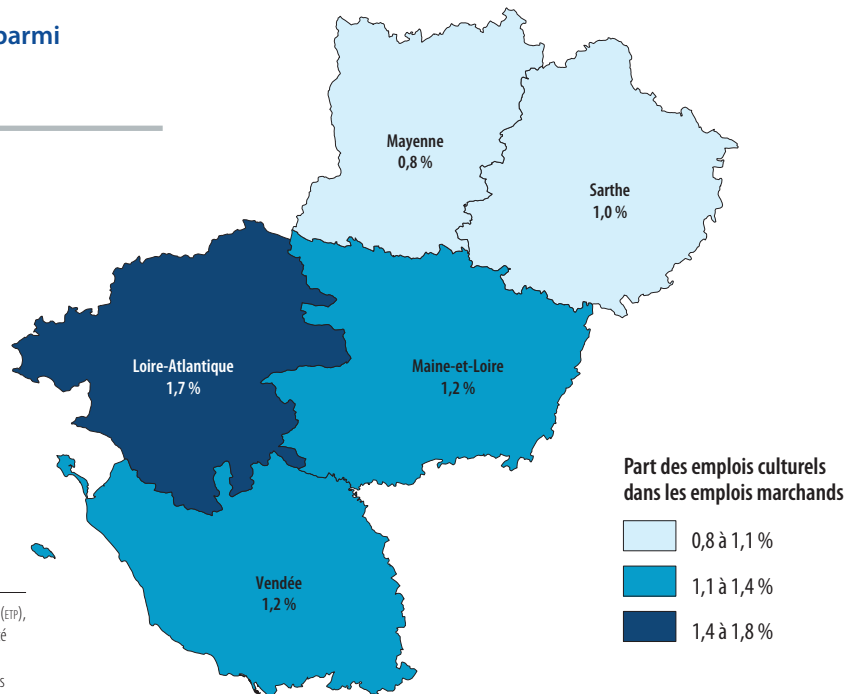 parmi
Mayenne
0,8 %
Sarthe
1,0 %
Loire-Atlantique
1,7 %
Maine-et-Loire
1,2 %
Part des emplois culturels
dans les emplois marchands
0,8 à 1,1 %
1,1 à 1,4 %
1,4 à 1,8 %
Vendée
1,2 %
(ETP),